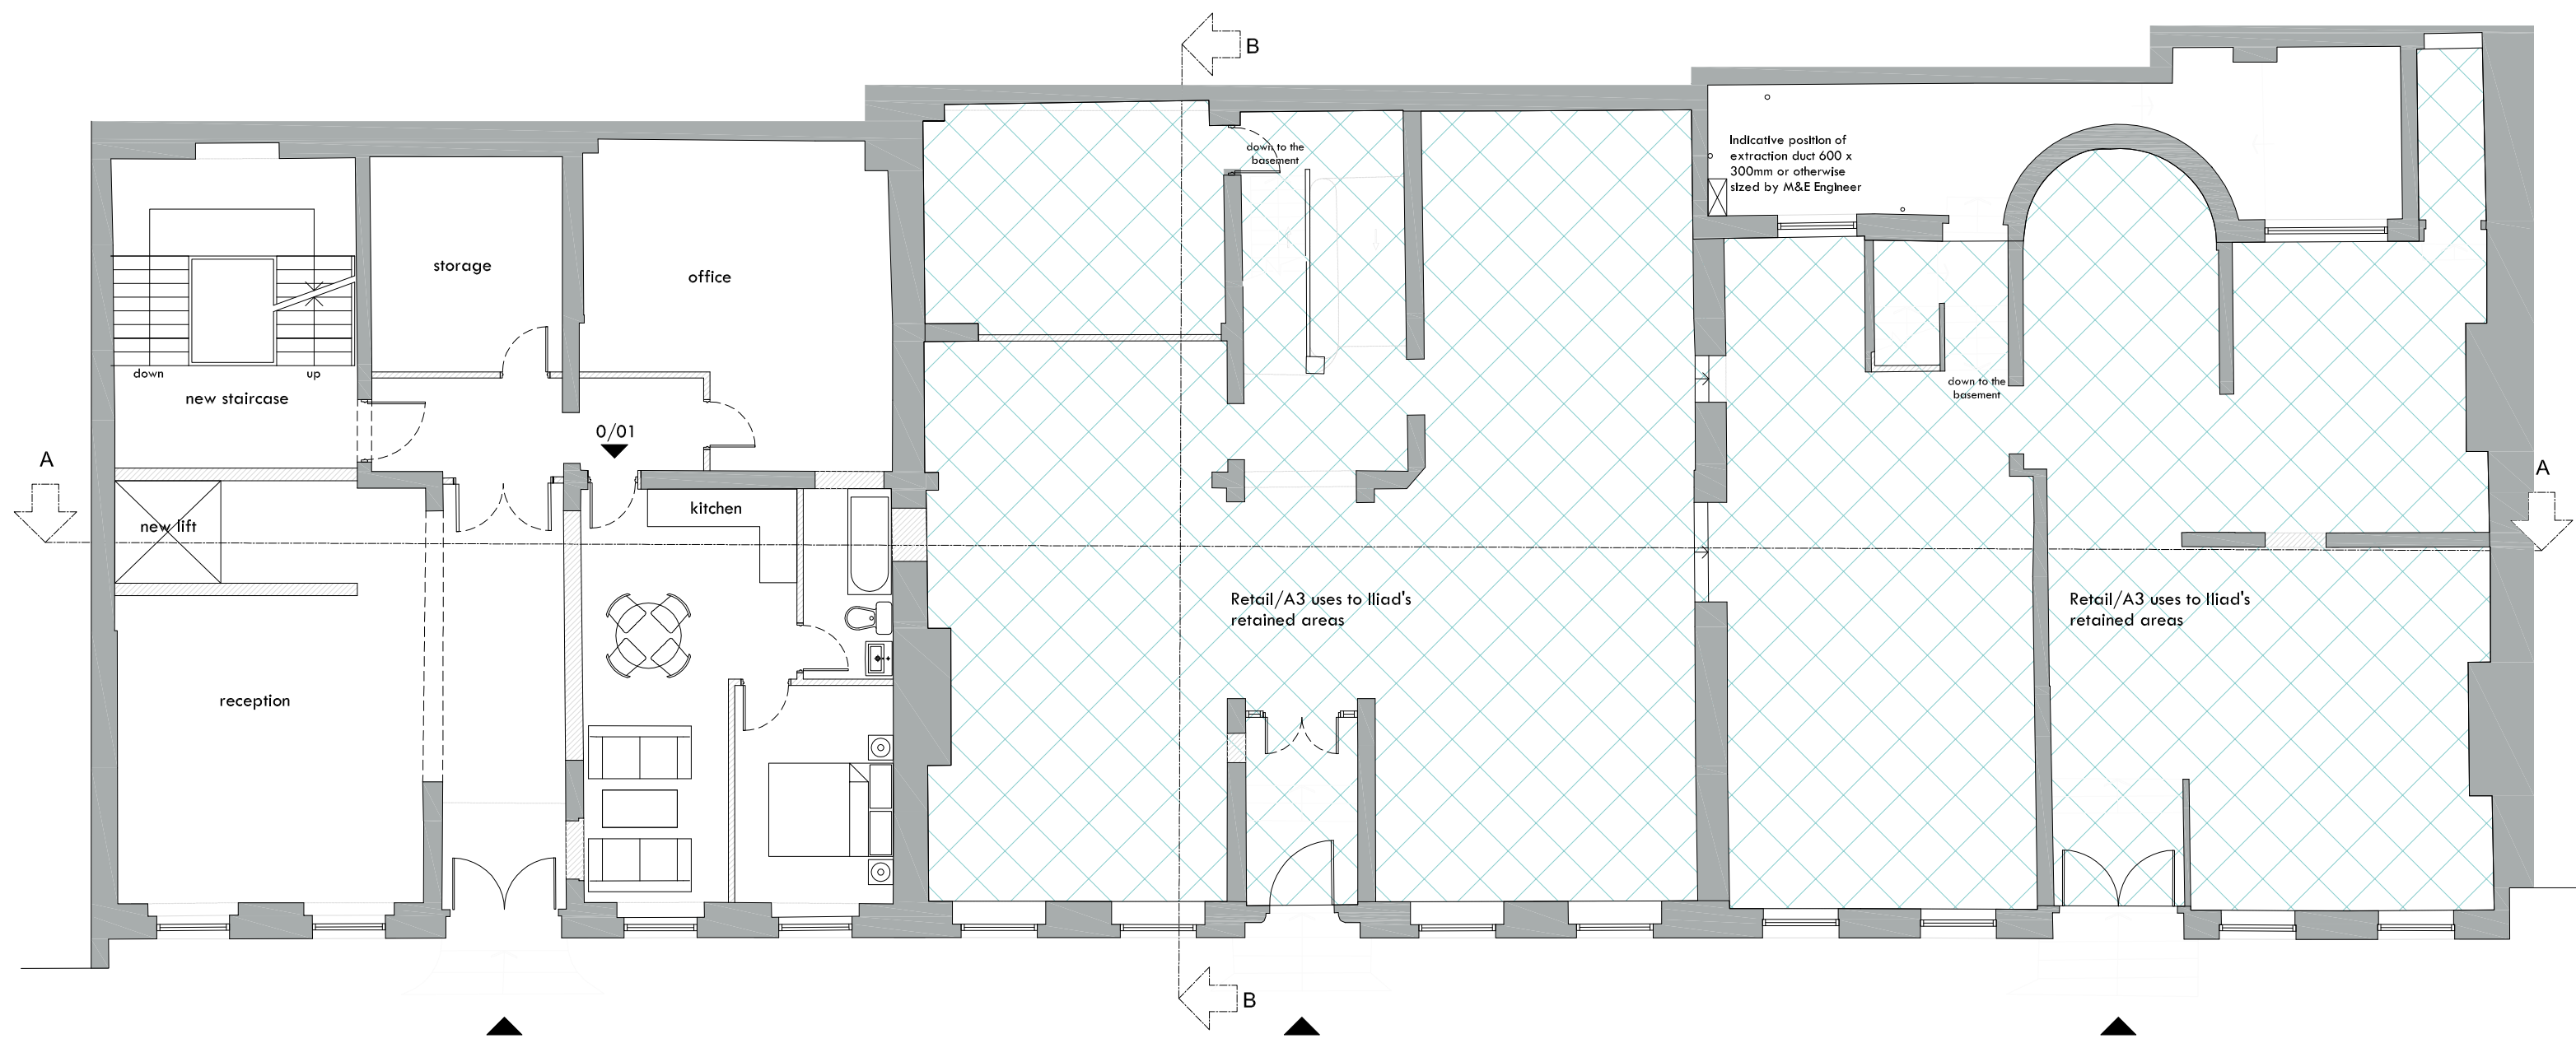 B
down to the
basement
Indicative position of
extraction duct 600 x
300mm or otherwise
sized by M&E Engineer
storage
office
down
up
new staircase
down to the
basement
0/01
A
A
new lift
kitchen
Retail/A3 uses to Iliad's
retained areas
Retail/A3 uses to Iliad's
retained areas
reception
B